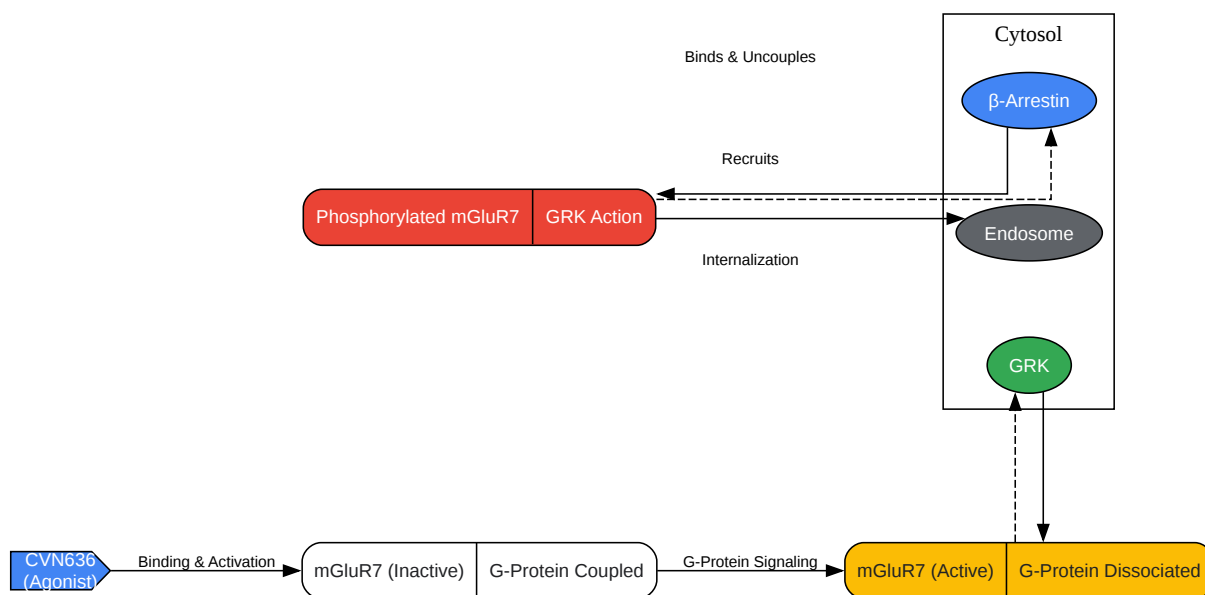 Cytosol
Binds & Uncouples
β-Arrestin
Recruits
Phosphorylated mGluR7
GRK Action
Endosome
Internalization
GRK
CVN636
(Agonist)
Binding & Activation
mGluR7 (Inactive)
G-Protein Coupled
G-Protein Signaling
mGluR7 (Active)
G-Protein Dissociated